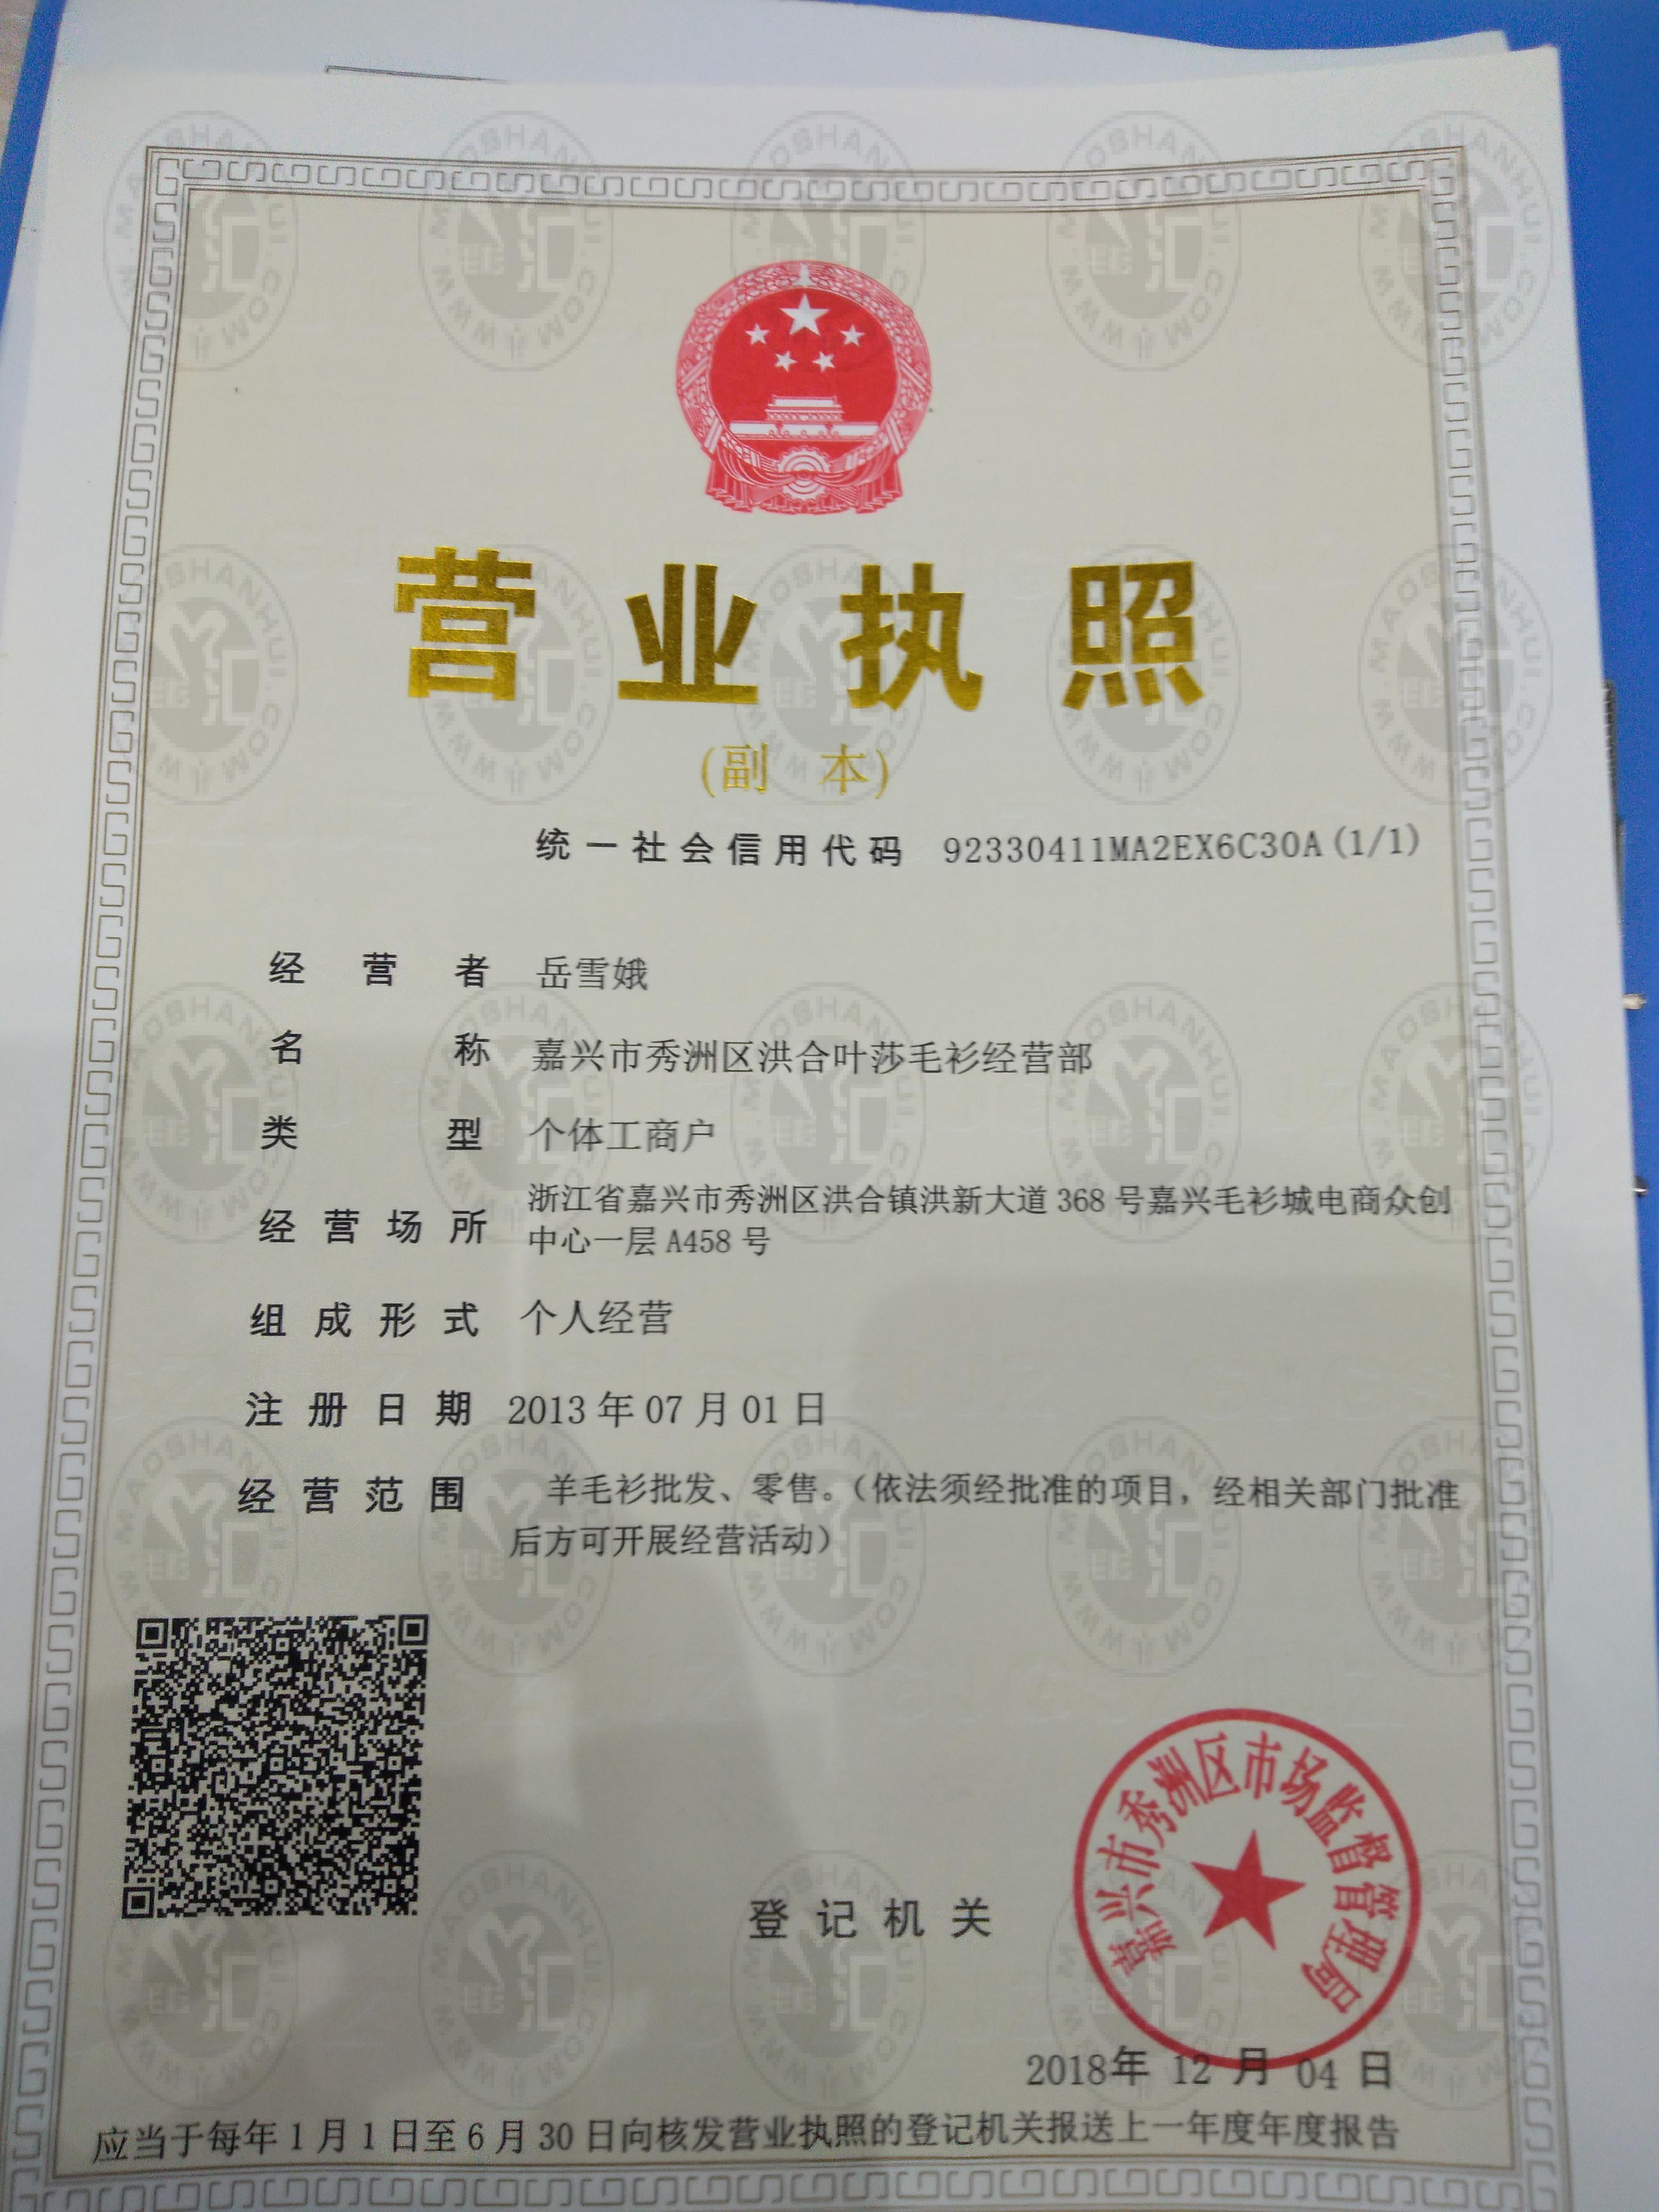 营业执照
(副 本)
统一社会信用代码 92330411MA2EX6C30A(1/1)
经营者 岳雪娥
名称 嘉兴市秀洲区洪合叶莎毛衫经营部
类型 个体工商户
经营场所 浙江省嘉兴市秀洲区洪合镇洪新大道368号嘉兴毛衫城电商众创
中心一层A458号
组成形式 个人经营
注册日期 2013年07月01日
经营范围 羊毛衫批发、零售。(依法须经批准的项目，经相关部门批准
后方可开展经营活动)
嘉兴市秀洲区市场监督管理局
登记机关
2018年 12 月 04 日
应当于每年1月1日至6月30日向核发营业执照的登记机关报送上一年度年度报告